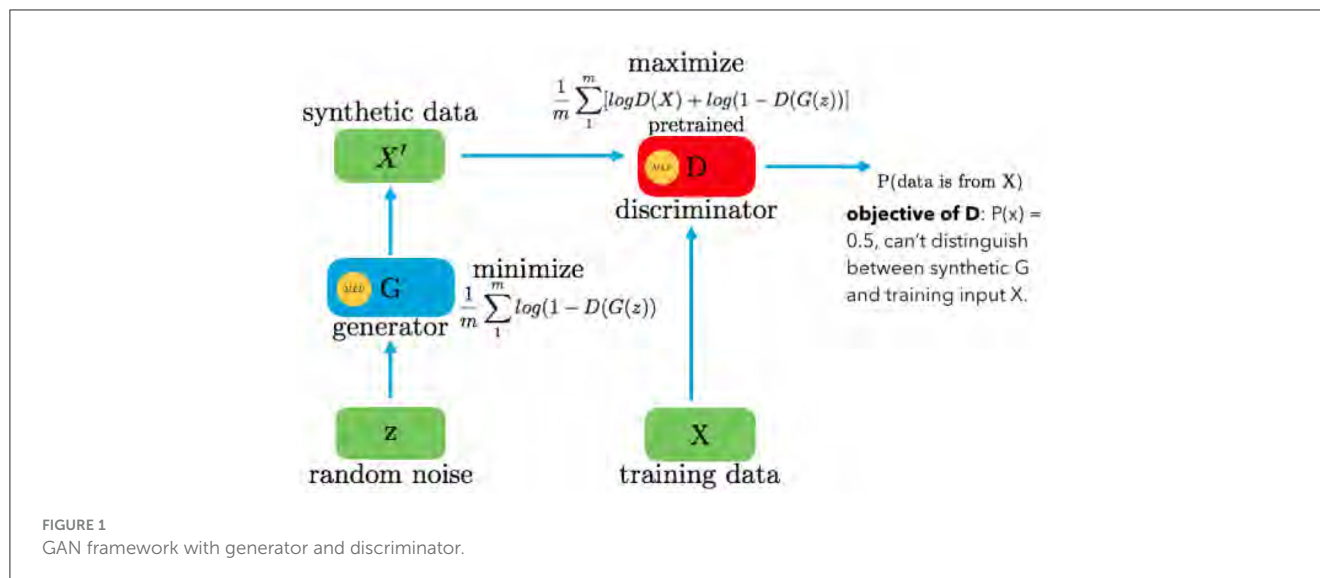 maximize
1/m ∑_1^m [logD(X) + log(1 − D(G(z))]
pretrained
synthetic data
X′
D
discriminator
P(data is from X)
objective of D: P(x) =
0.5, can't distinguish
between synthetic G
and training input X.
G
generator
minimize
1/m ∑_1^m log(1 − D(G(z))
z
random noise
X
training data
FIGURE 1
GAN framework with generator and discriminator.